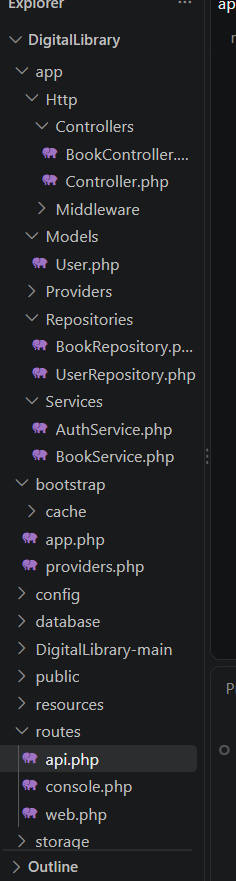 Explorer
...
ap
DigitalLibrary
app
Http
Controllers
BookController....
Controller.php
Middleware
Models
User.php
Providers
Repositories
BookRepository.p...
UserRepository.php
Services
AuthService.php
BookService.php
bootstrap
cache
app.php
providers.php
config
database
DigitalLibrary-main
public
resources
routes
api.php
console.php
web.php
storage
Outline